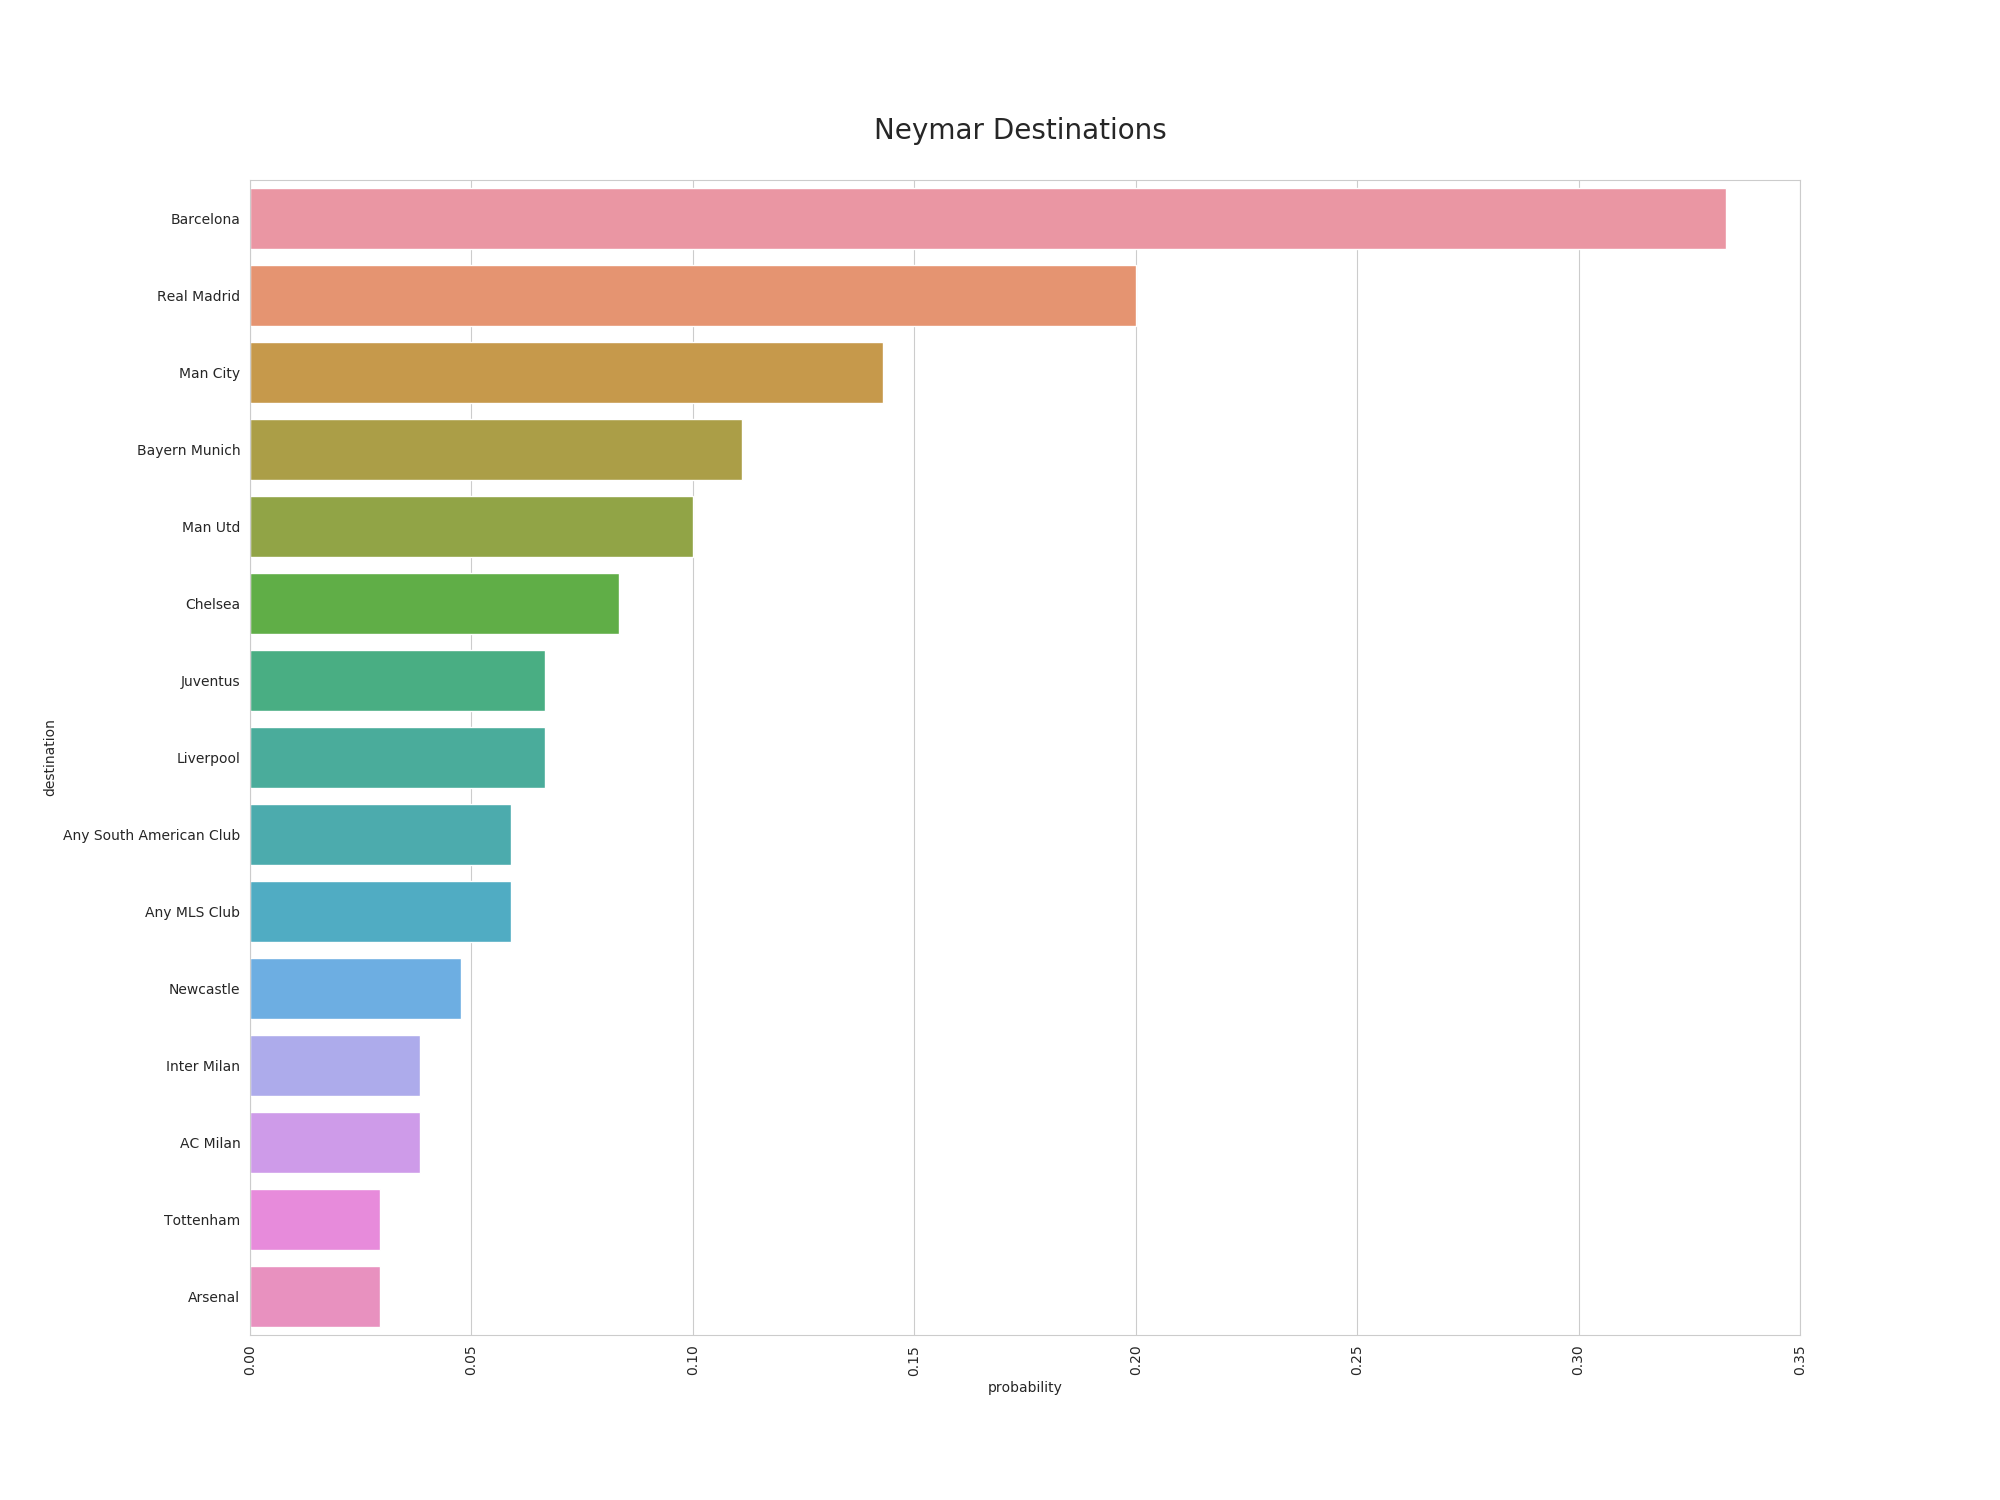 Neymar Destinations
Barcelona
Real Madrid
Man City
Bayern Munich
Man Utd
Chelsea
Juventus
Liverpool
Any South American Club
Any MLS Club
Newcastle
Inter Milan
AC Milan
Tottenham
Arsenal
destination
0.00
0.05
0.10
0.15
0.20
0.25
0.30
0.35
probability